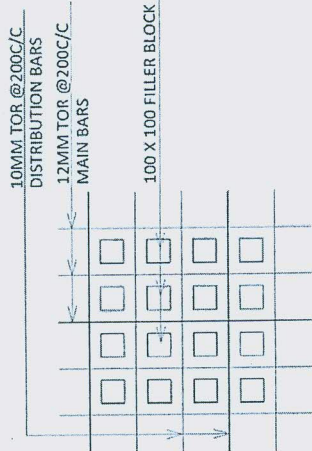 10MM TOR @200C/C
DISTRIBUTION BARS
12MM TOR @200C/C
MAIN BARS
100 X 100 FILLER BLOCK